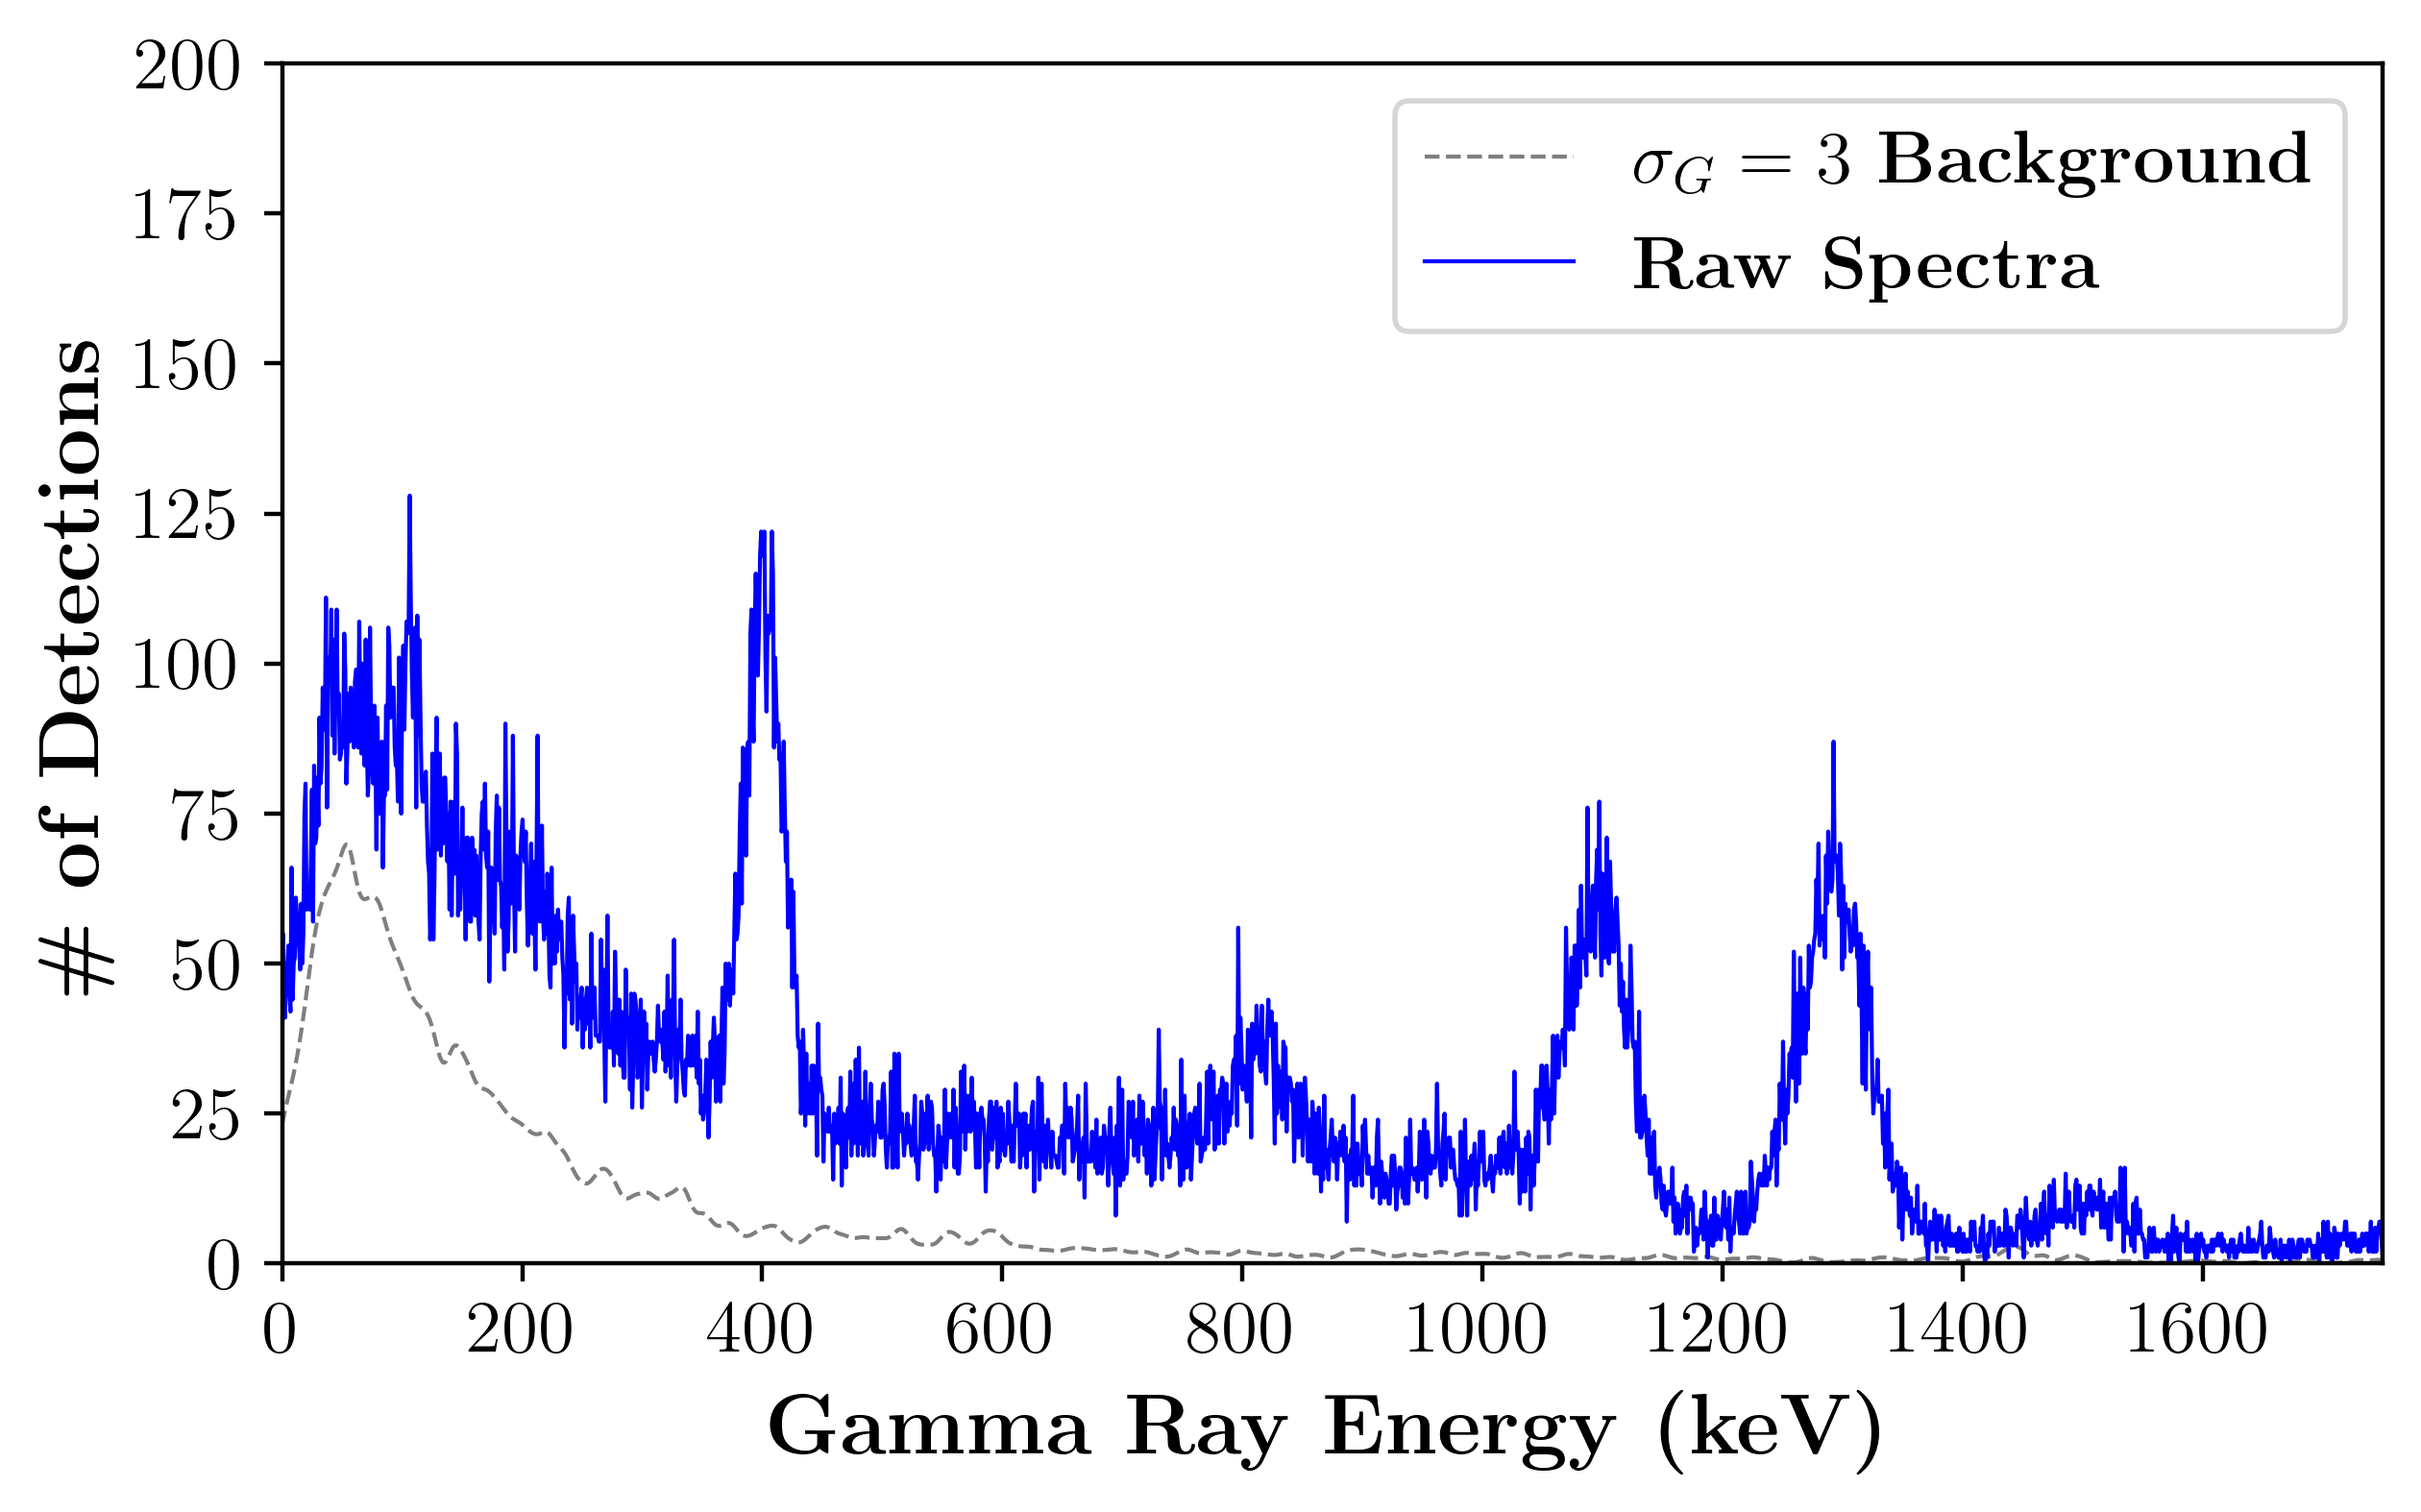 200
175
150
125
100
75
50
25
0
# of Detections
σ_G = 3 Background
Raw Spectra
0 200 400 600 800 1000 1200 1400 1600
Gamma Ray Energy (keV)